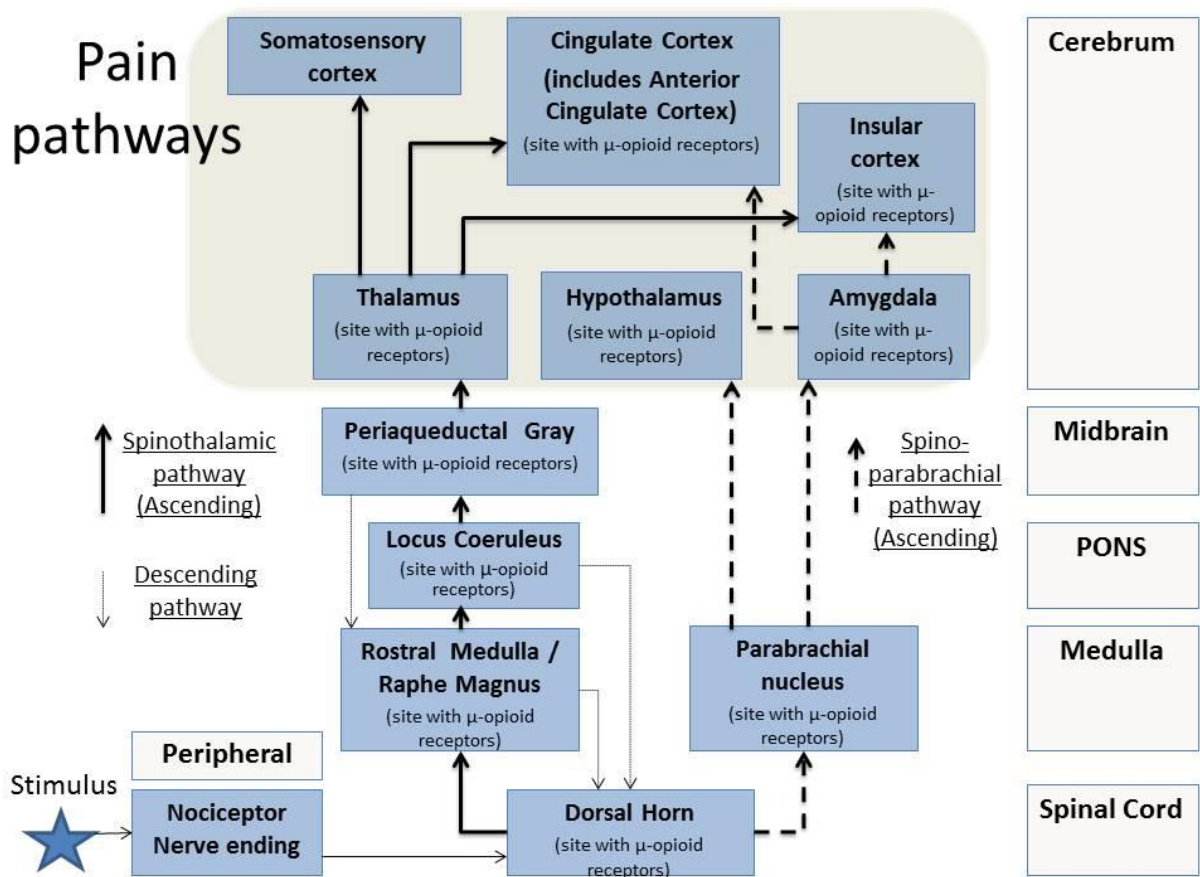 Pain
pathways
Somatosensory
cortex
Cingulate Cortex
(includes Anterior
Cingulate Cortex)
(site with µ-opioid receptors)
Insular
cortex
(site with µ-
opioid receptors)
Cerebrum
Thalamus
(site with µ-opioid
receptors)
Hypothalamus
(site with µ-opioid
receptors)
Amygdala
(site with µ-
opioid receptors)
Periaqueductal Gray
(site with µ-opioid receptors)
Midbrain
Spinothalamic
pathway
(Ascending)
Spino-
parabrachial
pathway
(Ascending)
Locus Coeruleus
(site with µ-opioid
receptors)
PONS
Descending
pathway
Rostral Medulla /
Raphe Magnus
(site with µ-opioid
receptors)
Parabrachial
nucleus
(site with µ-opioid
receptors)
Medulla
Peripheral
Stimulus
Nociceptor
Nerve ending
Dorsal Horn
(site with µ-opioid
receptors)
Spinal Cord